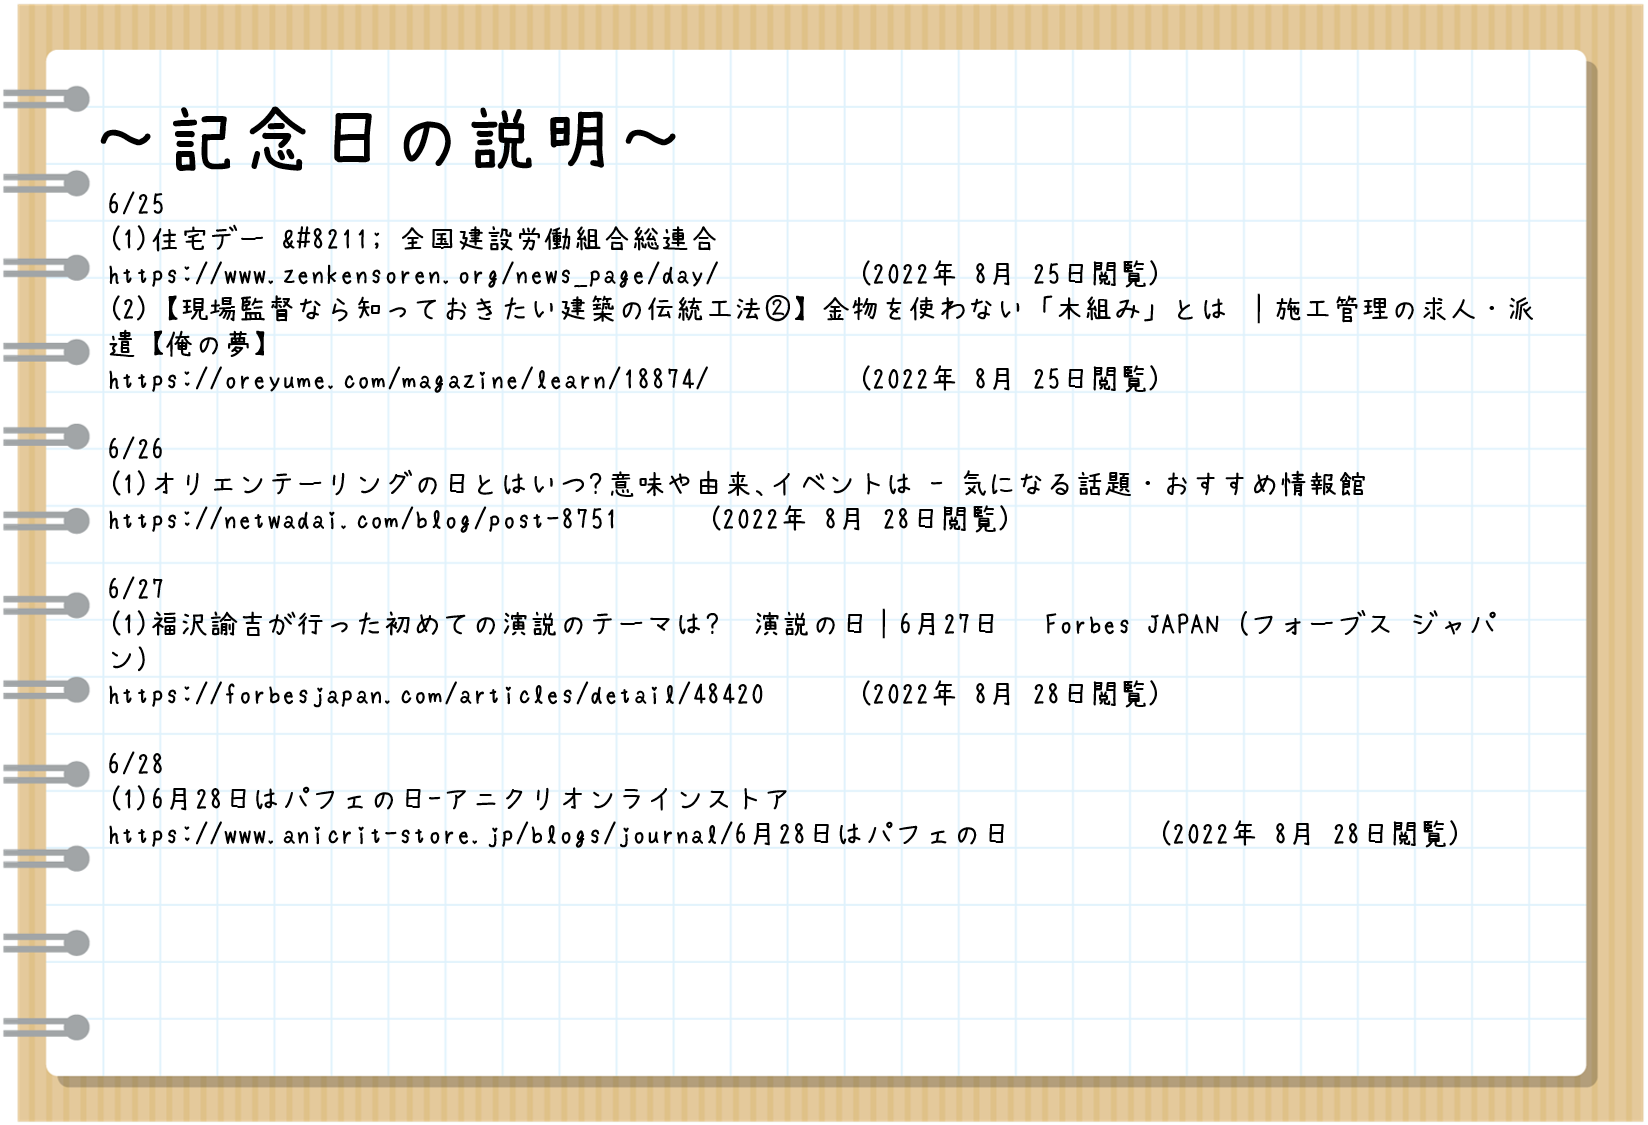 ～記念日の説明～
6/25
(1)住宅デー &#8211; 全国建設労働組合総連合
https://www.zenkensoren.org/news_page/day/ (2022年 8月 25日閲覧)
(2)【現場監督なら知っておきたい建築の伝統工法②】金物を使わない「木組み」とは ｜施工管理の求人・派
遣【俺の夢】
https://oreyume.com/magazine/learn/18874/ (2022年 8月 25日閲覧)
6/26
(1)オリエンテーリングの日とはいつ?意味や由来、イベントは - 気になる話題・おすすめ情報館
https://netwadai.com/blog/post-8751 (2022年 8月 28日閲覧)
6/27
(1)福沢諭吉が行った初めての演説のテーマは?　演説の日｜6月27日 Forbes JAPAN（フォーブス ジャパ
ン）
https://forbesjapan.com/articles/detail/48420 (2022年 8月 28日閲覧)
6/28
(1)6月28日はパフェの日-アニクリオンラインストア
https://www.anicrit-store.jp/blogs/journal/6月28日はパフェの日 (2022年 8月 28日閲覧)